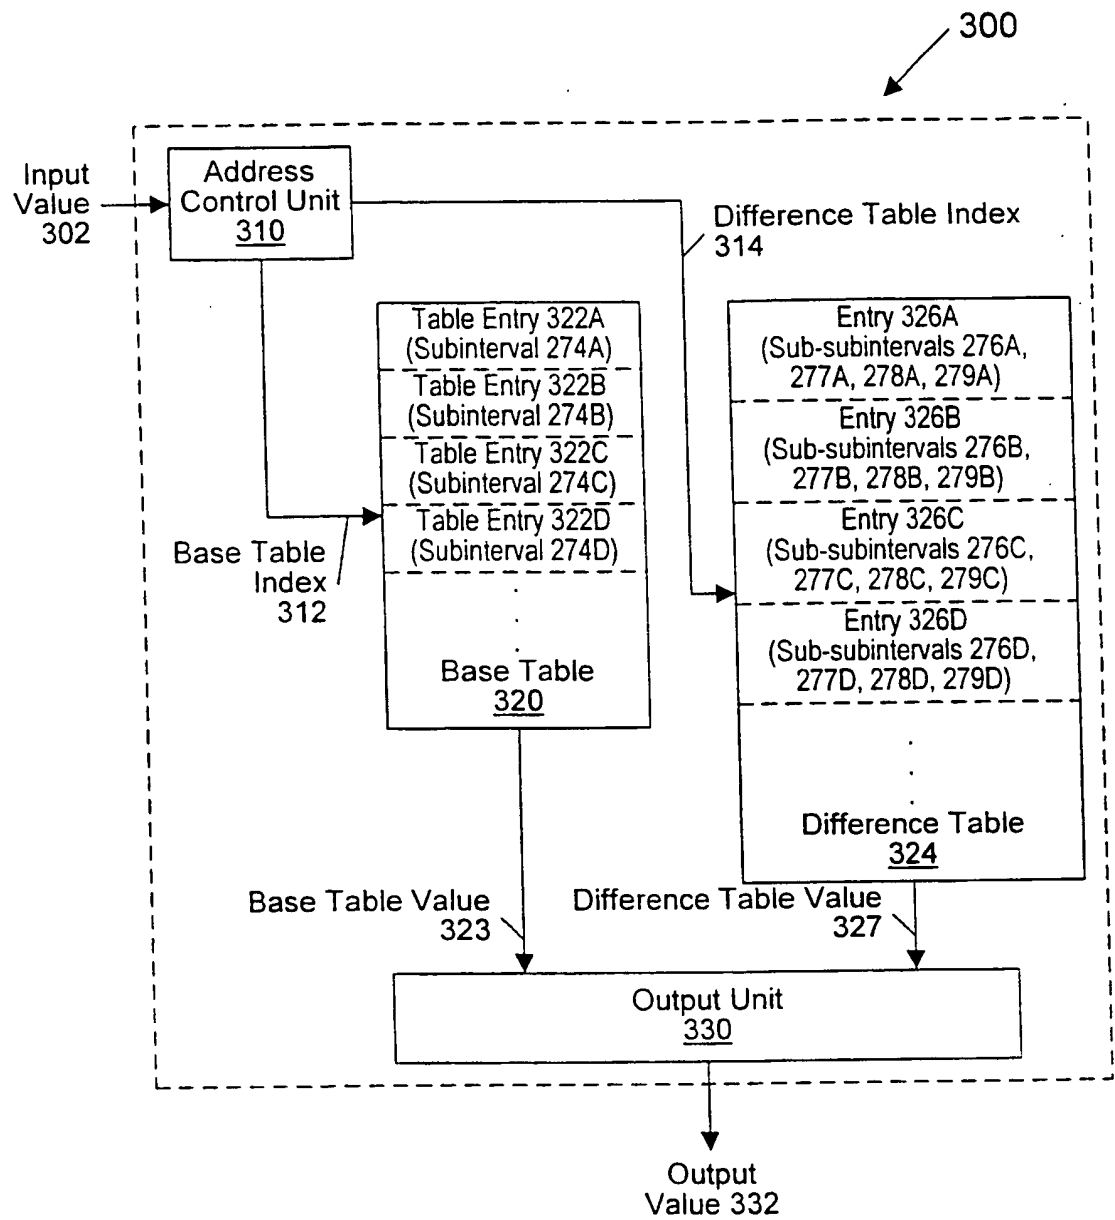 300
Input
Value
302
Address
Control Unit
310
Difference Table Index
314
Table Entry 322A
(Subinterval 274A)
Table Entry 322B
(Subinterval 274B)
Table Entry 322C
(Subinterval 274C)
Table Entry 322D
(Subinterval 274D)
Base Table
320
Base Table
Index
312
Entry 326A
(Sub-subintervals 276A,
277A, 278A, 279A)
Entry 326B
(Sub-subintervals 276B,
277B, 278B, 279B)
Entry 326C
(Sub-subintervals 276C,
277C, 278C, 279C)
Entry 326D
(Sub-subintervals 276D,
277D, 278D, 279D)
Difference Table
324
Base Table Value
323
Difference Table Value
327
Output Unit
330
Output
Value 332